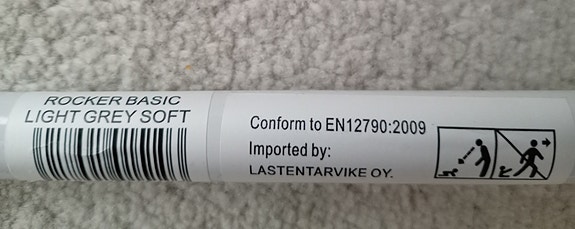 ROCKER BASIC
LIGHT GREY SOFT
Conform to EN12790:2009
Imported by:
LASTENTARVIKE OY.